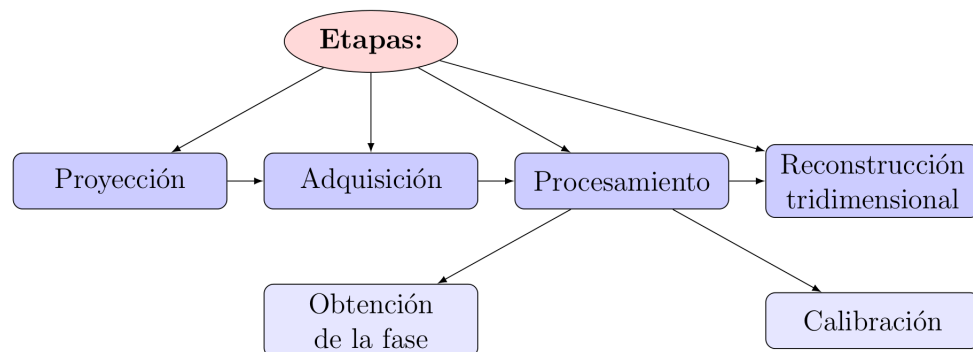 Etapas:
Proyección
Adquisición
Procesamiento
Reconstrucción
tridimensional
Obtención
de la fase
Calibración